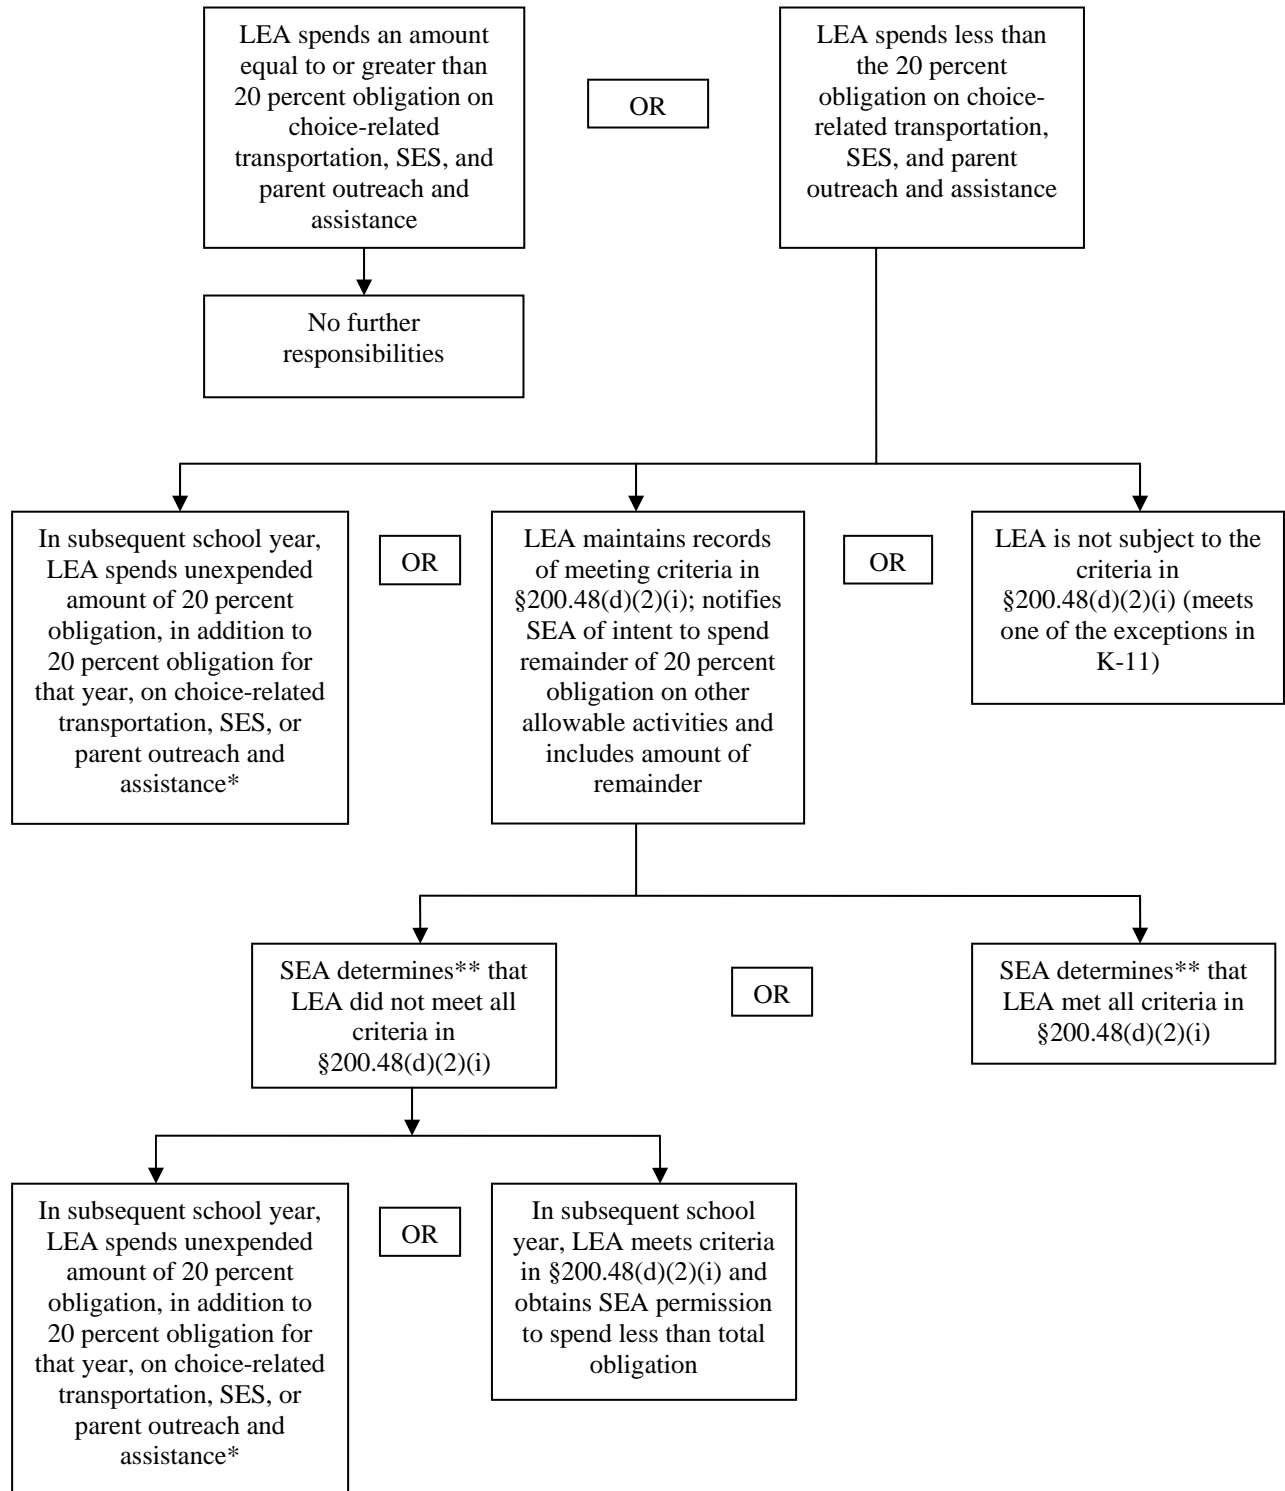 LEA spends an amount
equal to or greater than
20 percent obligation on
choice-related
transportation, SES, and
parent outreach and
assistance
OR
LEA spends less than
the 20 percent
obligation on choice-
related transportation,
SES, and parent
outreach and assistance
No further
responsibilities
In subsequent school year,
LEA spends unexpended
amount of 20 percent
obligation, in addition to
20 percent obligation for
that year, on choice-related
transportation, SES, or
parent outreach and
assistance*
OR
LEA maintains records
of meeting criteria in
§200.48(d)(2)(i); notifies
SEA of intent to spend
remainder of 20 percent
obligation on other
allowable activities and
includes amount of
remainder
OR
LEA is not subject to the
criteria in
§200.48(d)(2)(i) (meets
one of the exceptions in
K-11)
SEA determines** that
LEA did not meet all
criteria in
§200.48(d)(2)(i)
OR
SEA determines** that
LEA met all criteria in
§200.48(d)(2)(i)
In subsequent school year,
LEA spends unexpended
amount of 20 percent
obligation, in addition to
20 percent obligation for
that year, on choice-related
transportation, SES, or
parent outreach and
assistance*
OR
In subsequent school
year, LEA meets criteria
in §200.48(d)(2)(i) and
obtains SEA permission
to spend less than total
obligation